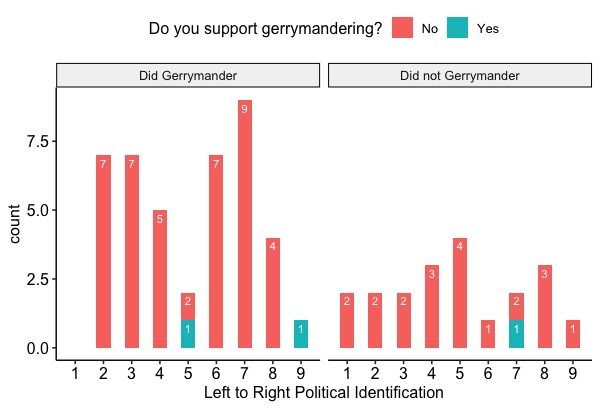 Do you support gerrymandering? No Yes
Did Gerrymander Did not Gerrymander
9
7.5
7 7 7
5.0
5 4 4
count
2.5
3 3
2 2 2 2 2 2
1 1 1 1 1
0.0
1 2 3 4 5 6 7 8 9 1 2 3 4 5 6 7 8 9
Left to Right Political Identification